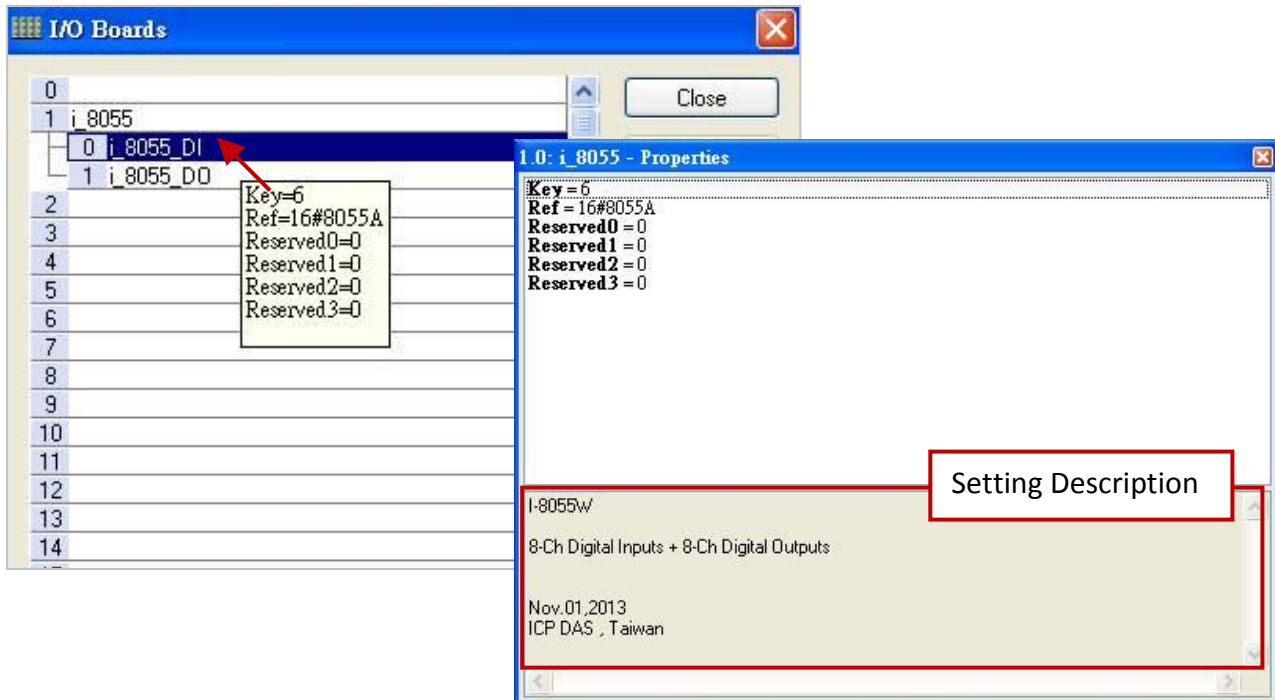 I/O Boards
Close
0
1 i_8055
0 i_8055_DI
1 i_8055_DO
2
3
4
5
6
7
8
9
10
11
12
13
14
Key=6
Ref=16#8055A
Reserved0=0
Reserved1=0
Reserved2=0
Reserved3=0
1.0: i_8055 - Properties
Key = 6
Ref = 16#8055A
Reserved0 = 0
Reserved1 = 0
Reserved2 = 0
Reserved3 = 0
Setting Description
I-8055W
8-Ch Digital Inputs + 8-Ch Digital Outputs
Nov.01,2013
ICP DAS , Taiwan